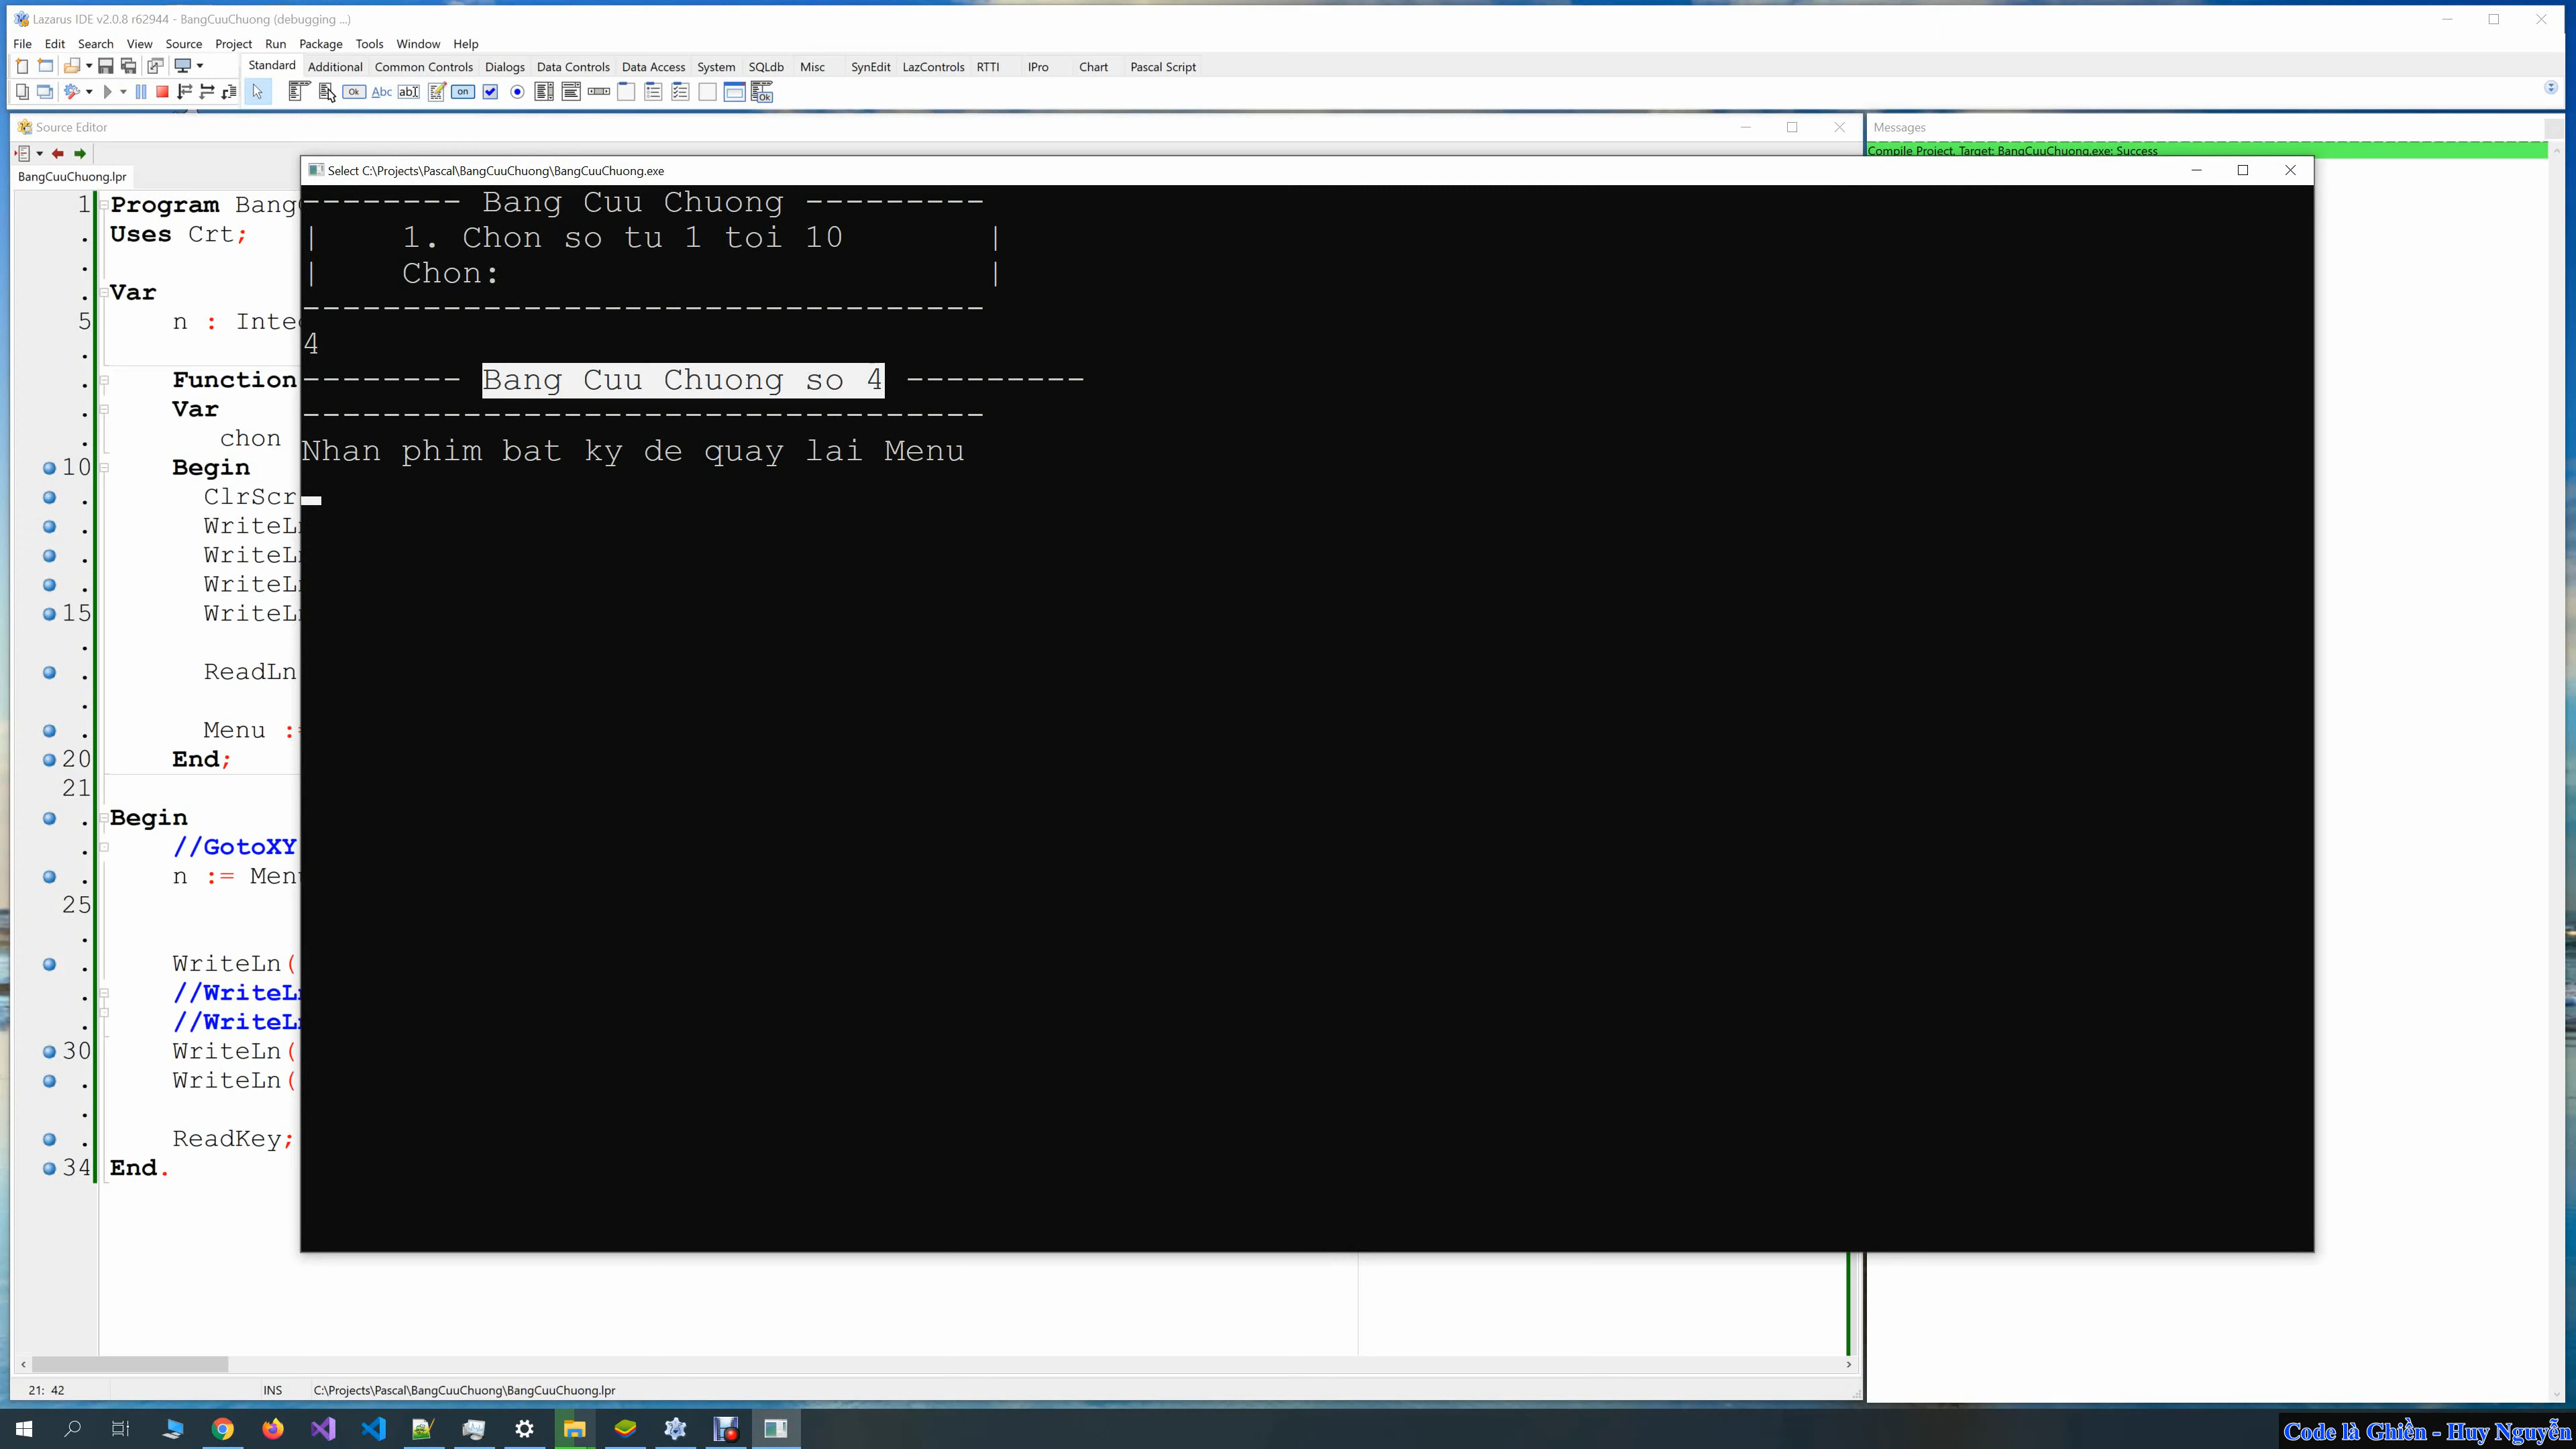 Lazarus IDE v2.0.8 r62944 - BangCuuChuong (debugging ...)
File Edit Search View Source Project Run Package Tools Window Help
Standard Additional Common Controls Dialogs Data Controls Data Access System SQLdb Misc SynEdit LazControls RTTI IPro Chart Pascal Script
Ok Abc abI on Ok
Source Editor
Messages
Compile Project, Target: BangCuuChuong.exe: Success
BangCuuChuong.lpr
Select C:\Projects\Pascal\BangCuuChuong\BangCuuChuong.exe
-------- Bang Cuu Chuong ---------
| 1. Chon so tu 1 toi 10 |
| Chon: |
----------------------------------
4
-------- Bang Cuu Chuong so 4 ---------
----------------------------------
Nhan phim bat ky de quay lai Menu
1 Program Bang
. Uses Crt;
.
. Var
5 n : Inte
.
. Function
. Var
. chon
10 Begin
. ClrScr
. WriteL
. WriteL
. WriteL
15 WriteL
.
. ReadLn
.
. Menu :
20 End;
21
. Begin
. //GotoXY
. n := Men
25
.
. WriteLn(
. //WriteL
. //WriteL
30 WriteLn(
. WriteLn(
.
. ReadKey;
34 End.
21: 42 INS C:\Projects\Pascal\BangCuuChuong\BangCuuChuong.lpr
Code là Ghiền - Huy Nguyễn